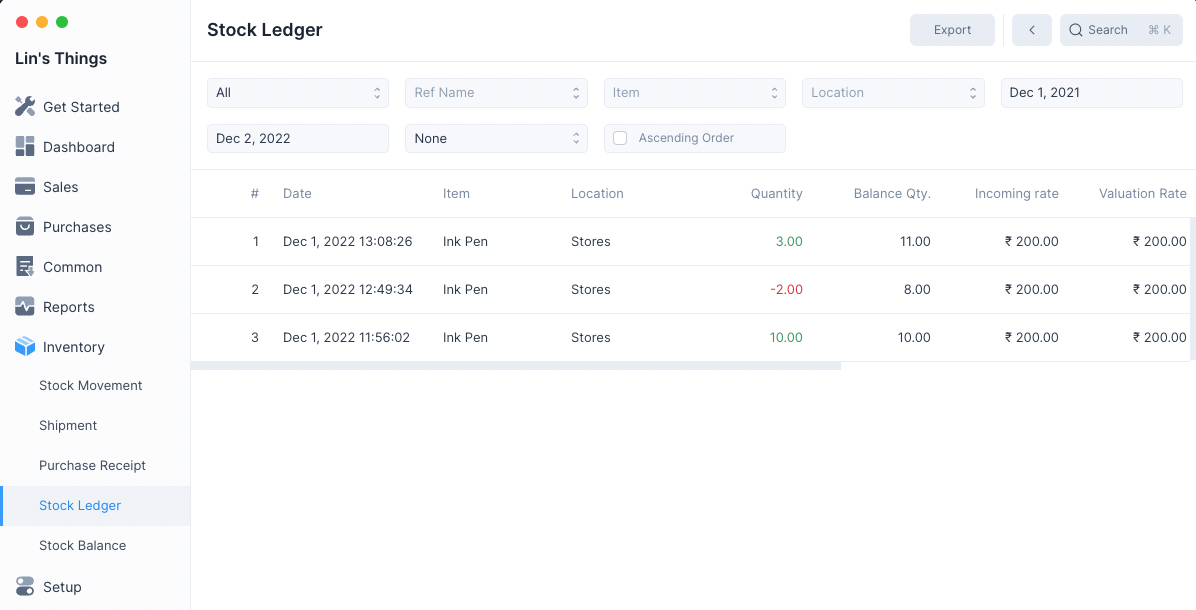 Lin's Things
Get Started
Dashboard
Sales
Purchases
Common
Reports
Inventory
Stock Movement
Shipment
Purchase Receipt
Stock Ledger
Stock Balance
Setup
Stock Ledger
Export
Search ⌘ K
All Ref Name Item Location Dec 1, 2021
Dec 2, 2022 None Ascending Order
# Date Item Location Quantity Balance Qty. Incoming rate Valuation Rate
1 Dec 1, 2022 13:08:26 Ink Pen Stores 3.00 11.00 ₹ 200.00 ₹ 200.00
2 Dec 1, 2022 12:49:34 Ink Pen Stores -2.00 8.00 ₹ 200.00 ₹ 200.00
3 Dec 1, 2022 11:56:02 Ink Pen Stores 10.00 10.00 ₹ 200.00 ₹ 200.00